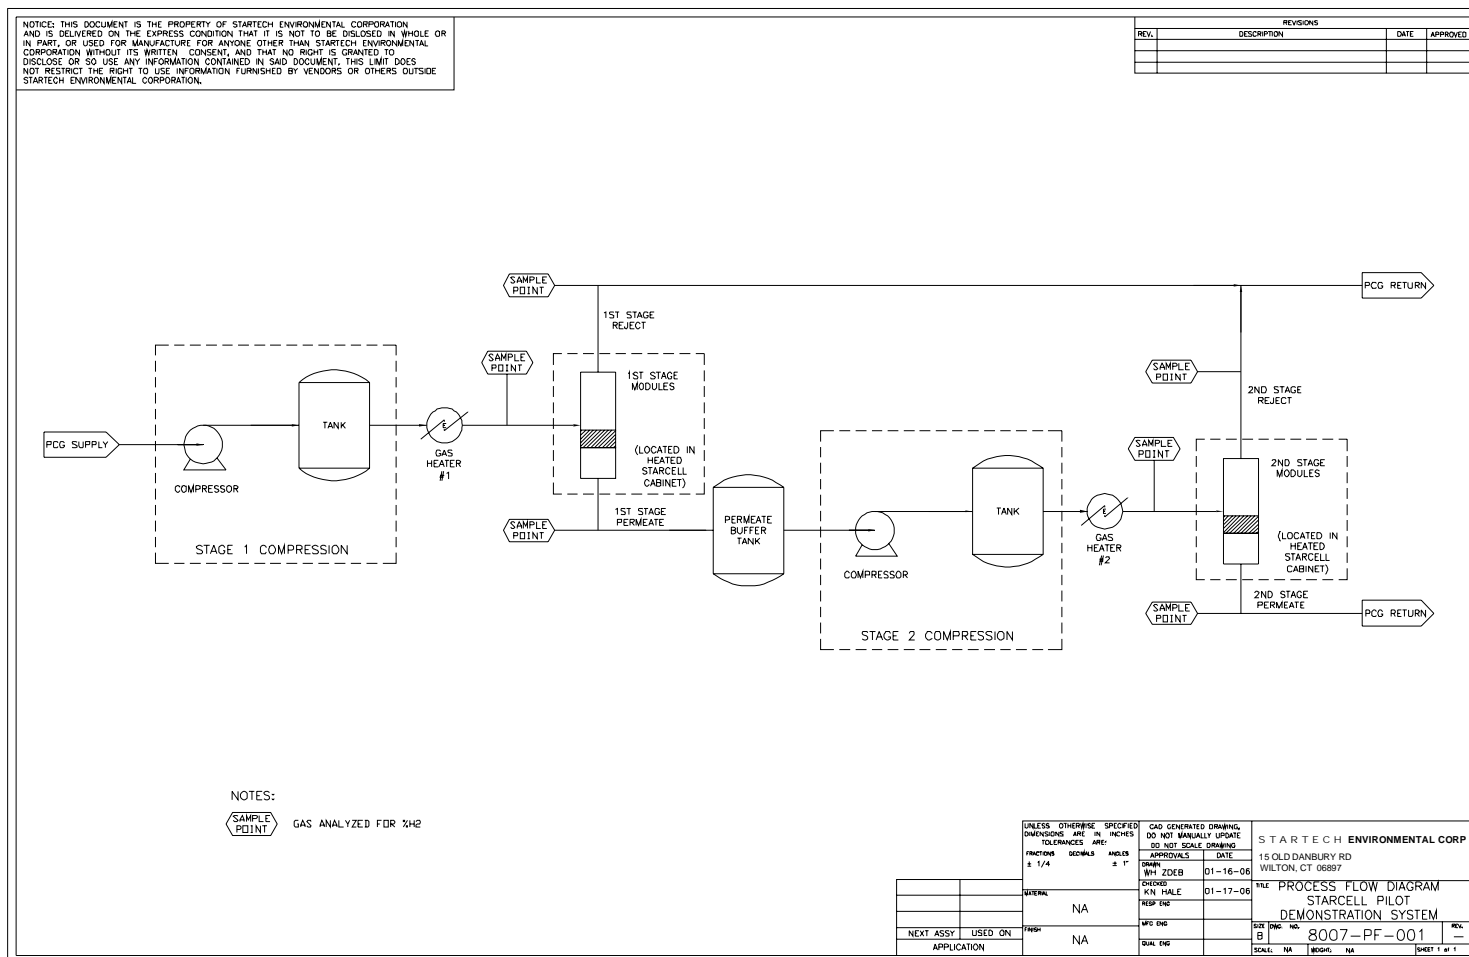 NOTICE: THIS DOCUMENT IS THE PROPERTY OF STARTECH ENVIRONMENTAL CORPORATION
AND IS DELIVERED ON THE EXPRESS CONDITION THAT IT IS NOT TO BE DISLOSED IN WHOLE OR
IN PART, OR USED FOR MANUFACTURE FOR ANYONE OTHER THAN STARTECH ENVIRONMENTAL
CORPORATION WITHOUT ITS WRITTEN CONSENT, AND THAT NO RIGHT IS GRANTED TO
DISCLOSE OR SO USE ANY INFORMATION CONTAINED IN SAID DOCUMENT, THIS LIMIT DOES
NOT RESTRICT THE RIGHT TO USE INFORMATION FURNISHED BY VENDORS OR OTHERS OUTSIDE
STARTECH ENVIRONMENTAL CORPORATION.
REVISIONS
REV. DESCRIPTION DATE APPROVED
SAMPLE
POINT
PCG RETURN
1ST STAGE
REJECT
SAMPLE
POINT
1ST STAGE
MODULES
(LOCATED IN
HEATED
STARCELL
CABINET)
SAMPLE
POINT
2ND STAGE
REJECT
PCG SUPPLY
COMPRESSOR
TANK
E
GAS
HEATER
#1
STAGE 1 COMPRESSION
SAMPLE
POINT
1ST STAGE
PERMEATE
PERMEATE
BUFFER
TANK
COMPRESSOR
TANK
STAGE 2 COMPRESSION
E
GAS
HEATER
#2
SAMPLE
POINT
2ND STAGE
MODULES
(LOCATED IN
HEATED
STARCELL
CABINET)
SAMPLE
POINT
2ND STAGE
PERMEATE
PCG RETURN
NOTES:
SAMPLE
POINT
GAS ANALYZED FOR %H2
NEXT ASSY USED ON
APPLICATION
UNLESS OTHERWISE SPECIFIED
DIMENSIONS ARE IN INCHES
TOLERANCES ARE:
FRACTIONS DECIMALS ANGLES
± 1/4 ± 1°
MATERIAL
NA
FINISH
NA
CAD GENERATED DRAWING,
DO NOT MANUALLY UPDATE
DO NOT SCALE DRAWING
APPROVALS DATE
DRAWN
WH ZDEB 01-16-06
CHECKED
KN HALE 01-17-06
RESP ENG
MFG ENG
QUAL ENG
STARTECH ENVIRONMENTAL CORP
15 OLD DANBURY RD
WILTON, CT 06897
TITLE PROCESS FLOW DIAGRAM
STARCELL PILOT
DEMONSTRATION SYSTEM
SIZE DWG. NO. REV.
B 8007-PF-001 —
SCALE: NA WEIGHT: NA SHEET 1 of 1